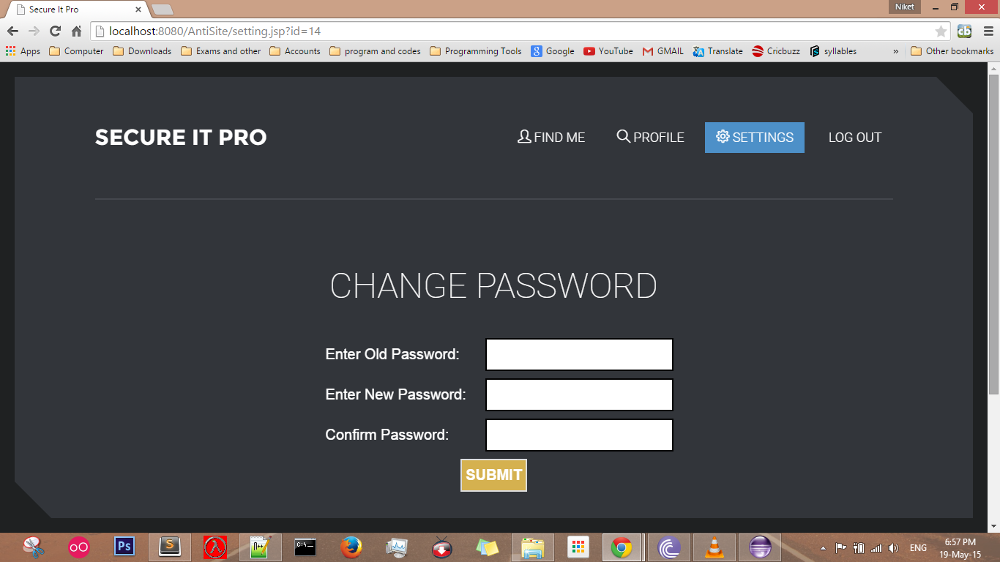 Secure It Pro
Niket
localhost:8080/AntiSite/setting.jsp?id=14
cb
Apps Computer Downloads Exams and other Accounts program and codes Programming Tools Google YouTube GMAIL Translate Cricbuzz syllables » Other bookmarks
SECURE IT PRO
FIND ME PROFILE SETTINGS LOG OUT
CHANGE PASSWORD
Enter Old Password:
Enter New Password:
Confirm Password:
SUBMIT
Ps
S
C:\
ENG
6:57 PM
19-May-15